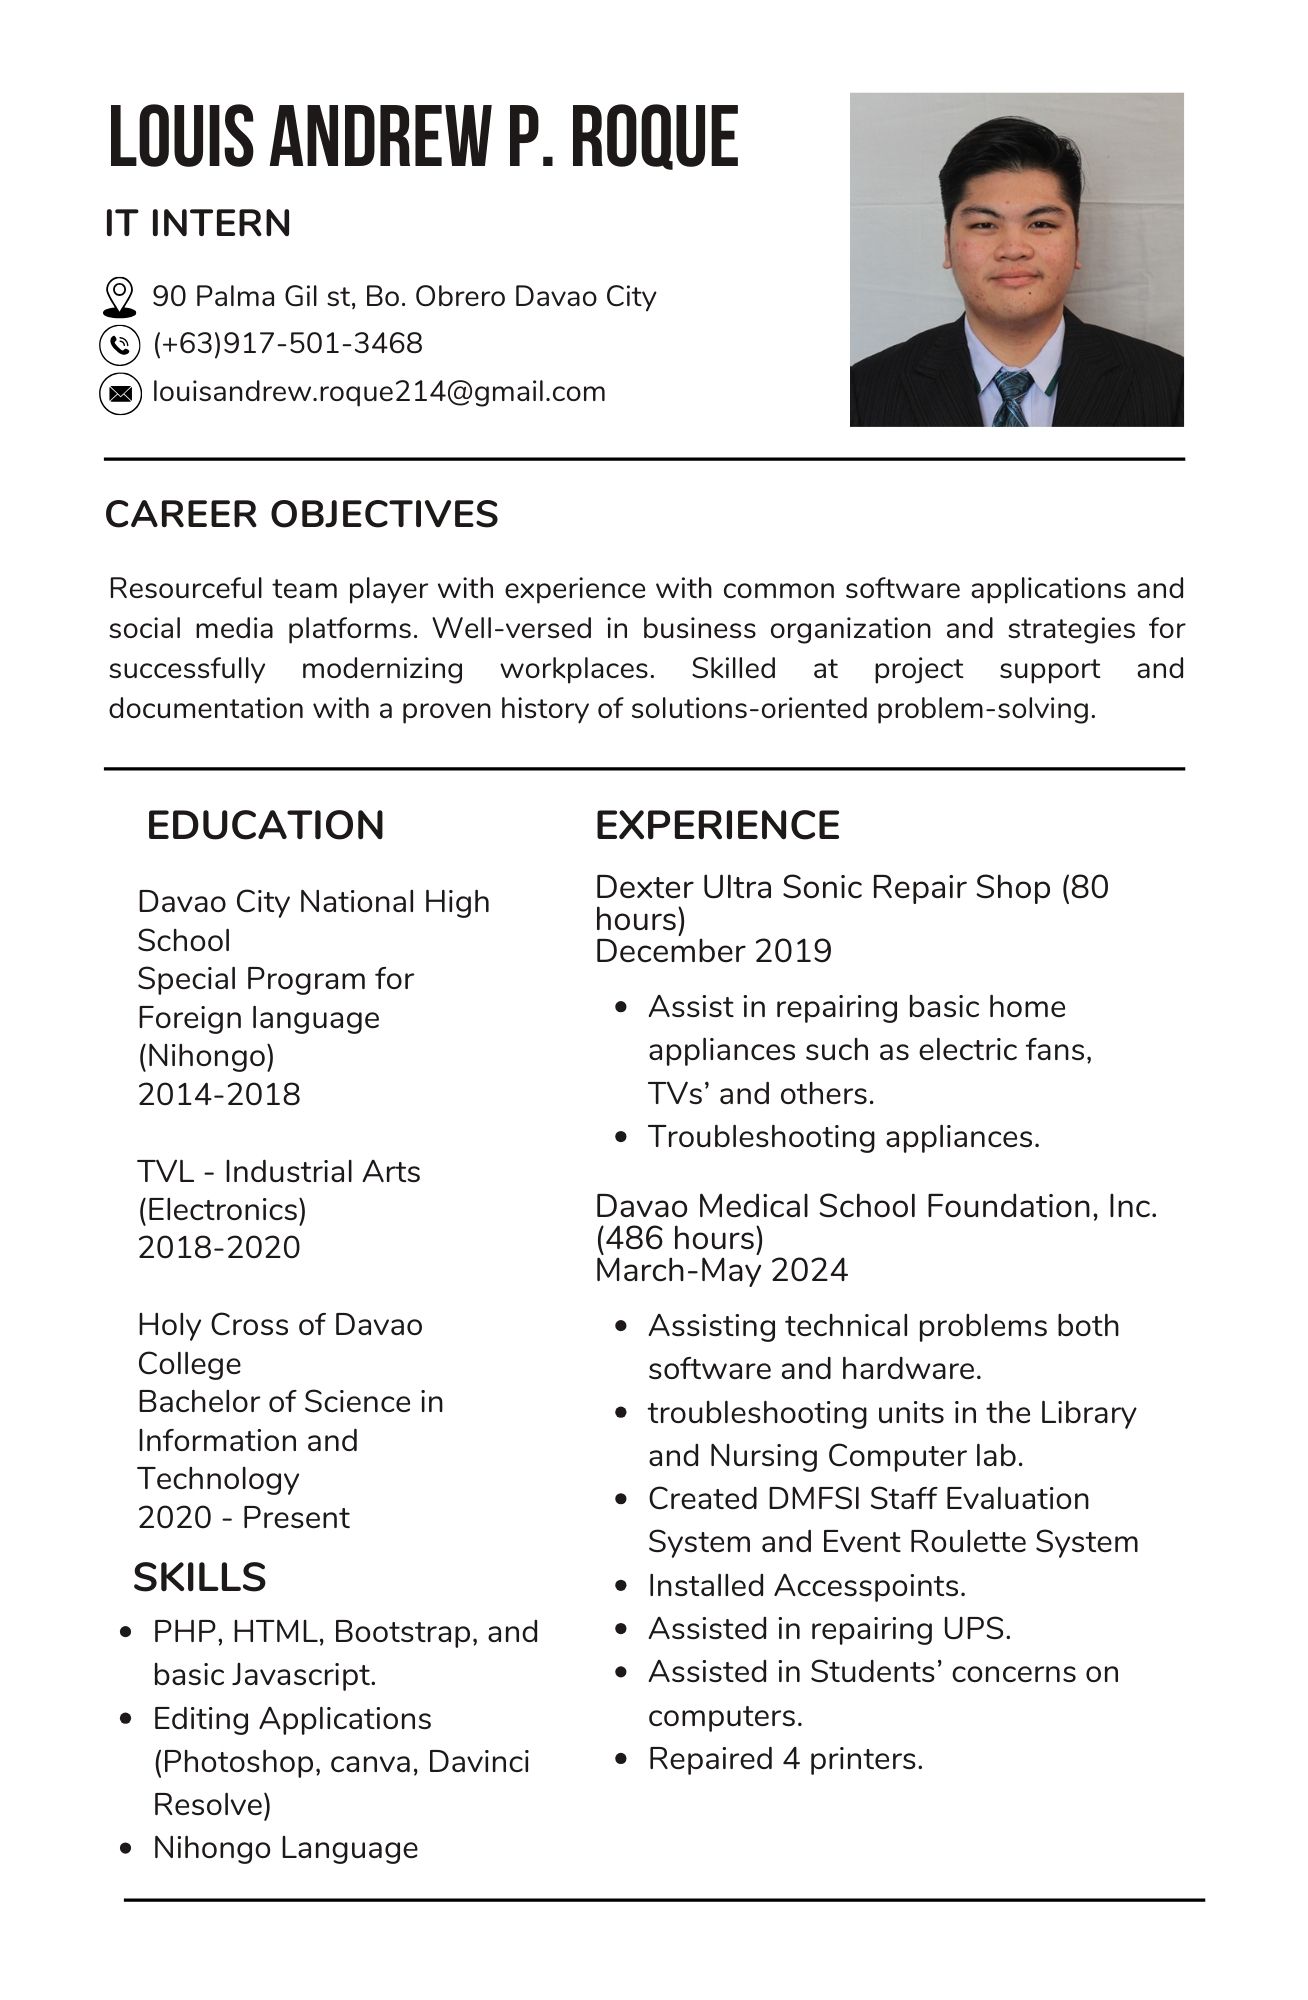 LOUIS ANDREW P. ROQUE
IT INTERN
90 Palma Gil st, Bo. Obrero Davao City
(+63)917-501-3468
louisandrew.roque214@gmail.com
CAREER OBJECTIVES
Resourceful team player with experience with common software applications and
social media platforms. Well-versed in business organization and strategies for
successfully modernizing workplaces. Skilled at project support and
documentation with a proven history of solutions-oriented problem-solving.
EDUCATION
Davao City National High
School
Special Program for
Foreign language
(Nihongo)
2014-2018
TVL - Industrial Arts
(Electronics)
2018-2020
Holy Cross of Davao
College
Bachelor of Science in
Information and
Technology
2020 - Present
SKILLS
• PHP, HTML, Bootstrap, and
basic Javascript.
• Editing Applications
(Photoshop, canva, Davinci
Resolve)
• Nihongo Language
EXPERIENCE
Dexter Ultra Sonic Repair Shop (80
hours)
December 2019
• Assist in repairing basic home
appliances such as electric fans,
TVs’ and others.
• Troubleshooting appliances.
Davao Medical School Foundation, Inc.
(486 hours)
March-May 2024
• Assisting technical problems both
software and hardware.
• troubleshooting units in the Library
and Nursing Computer lab.
• Created DMFSI Staff Evaluation
System and Event Roulette System
• Installed Accesspoints.
• Assisted in repairing UPS.
• Assisted in Students’ concerns on
computers.
• Repaired 4 printers.